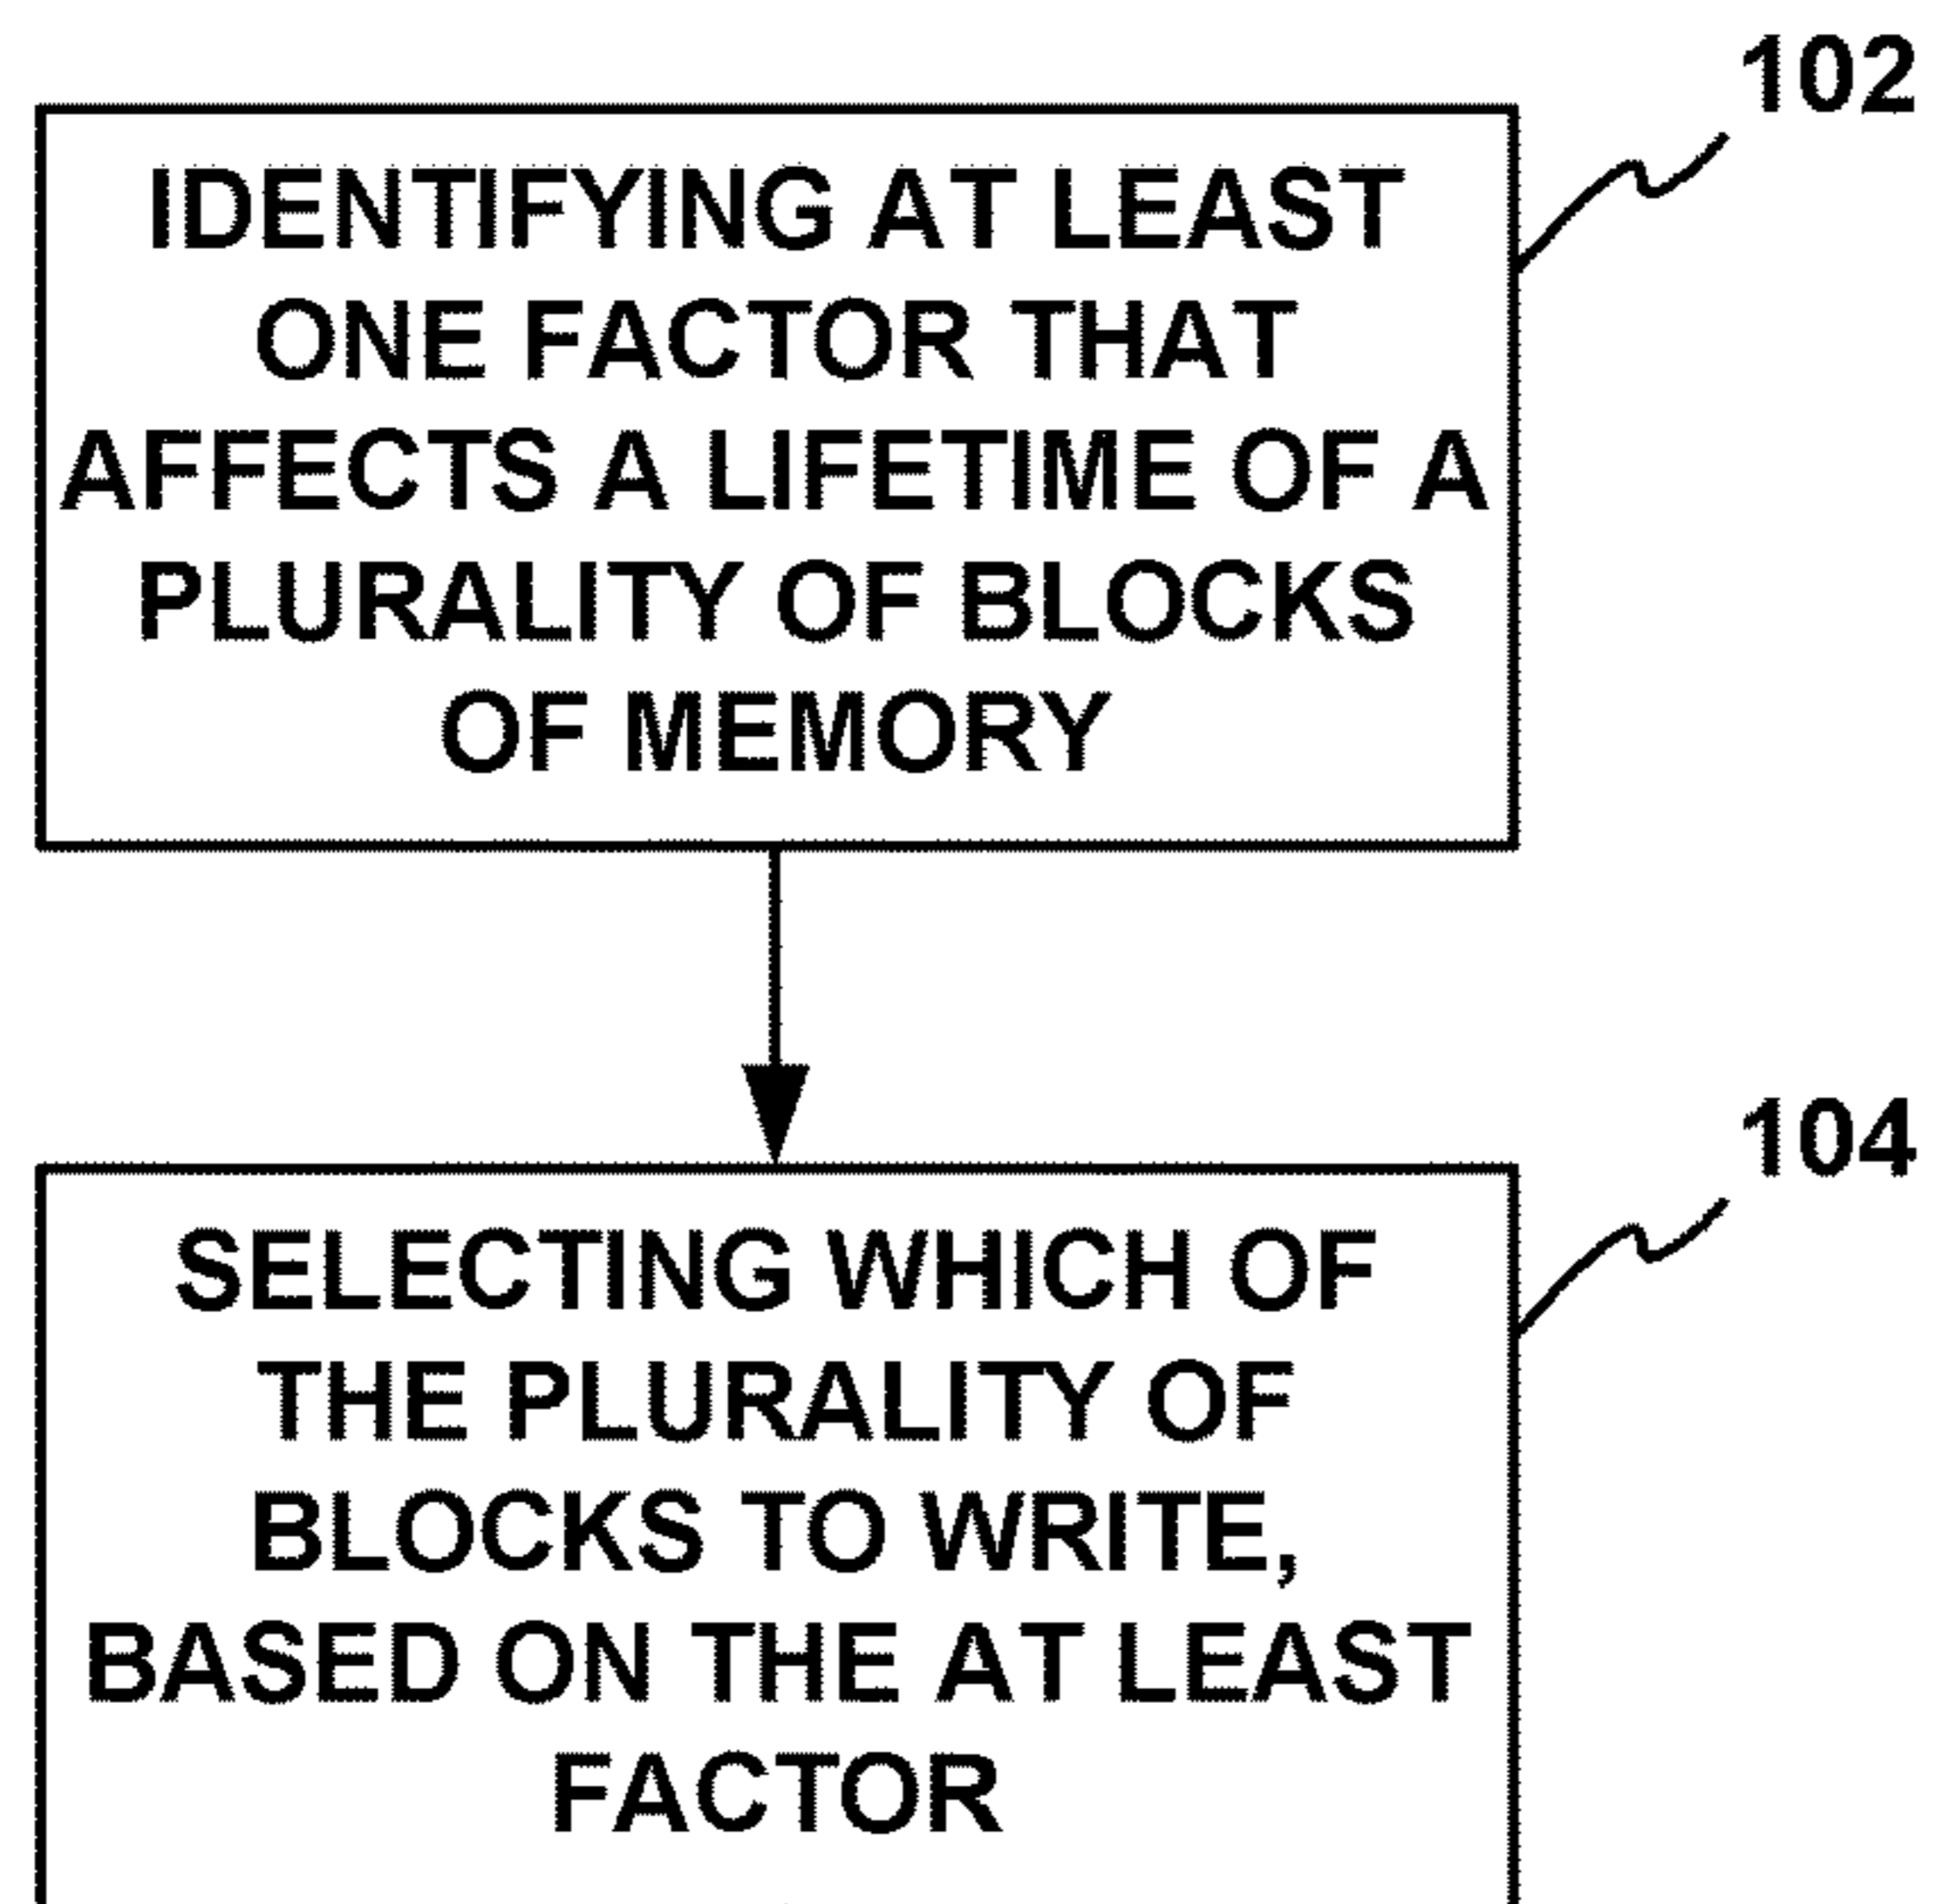 102
IDENTIFYING AT LEAST
ONE FACTOR THAT
AFFECTS A LIFETIME OF A
PLURALITY OF BLOCKS
OF MEMORY
104
SELECTING WHICH OF
THE PLURALITY OF
BLOCKS TO WRITE,
BASED ON THE AT LEAST
FACTOR